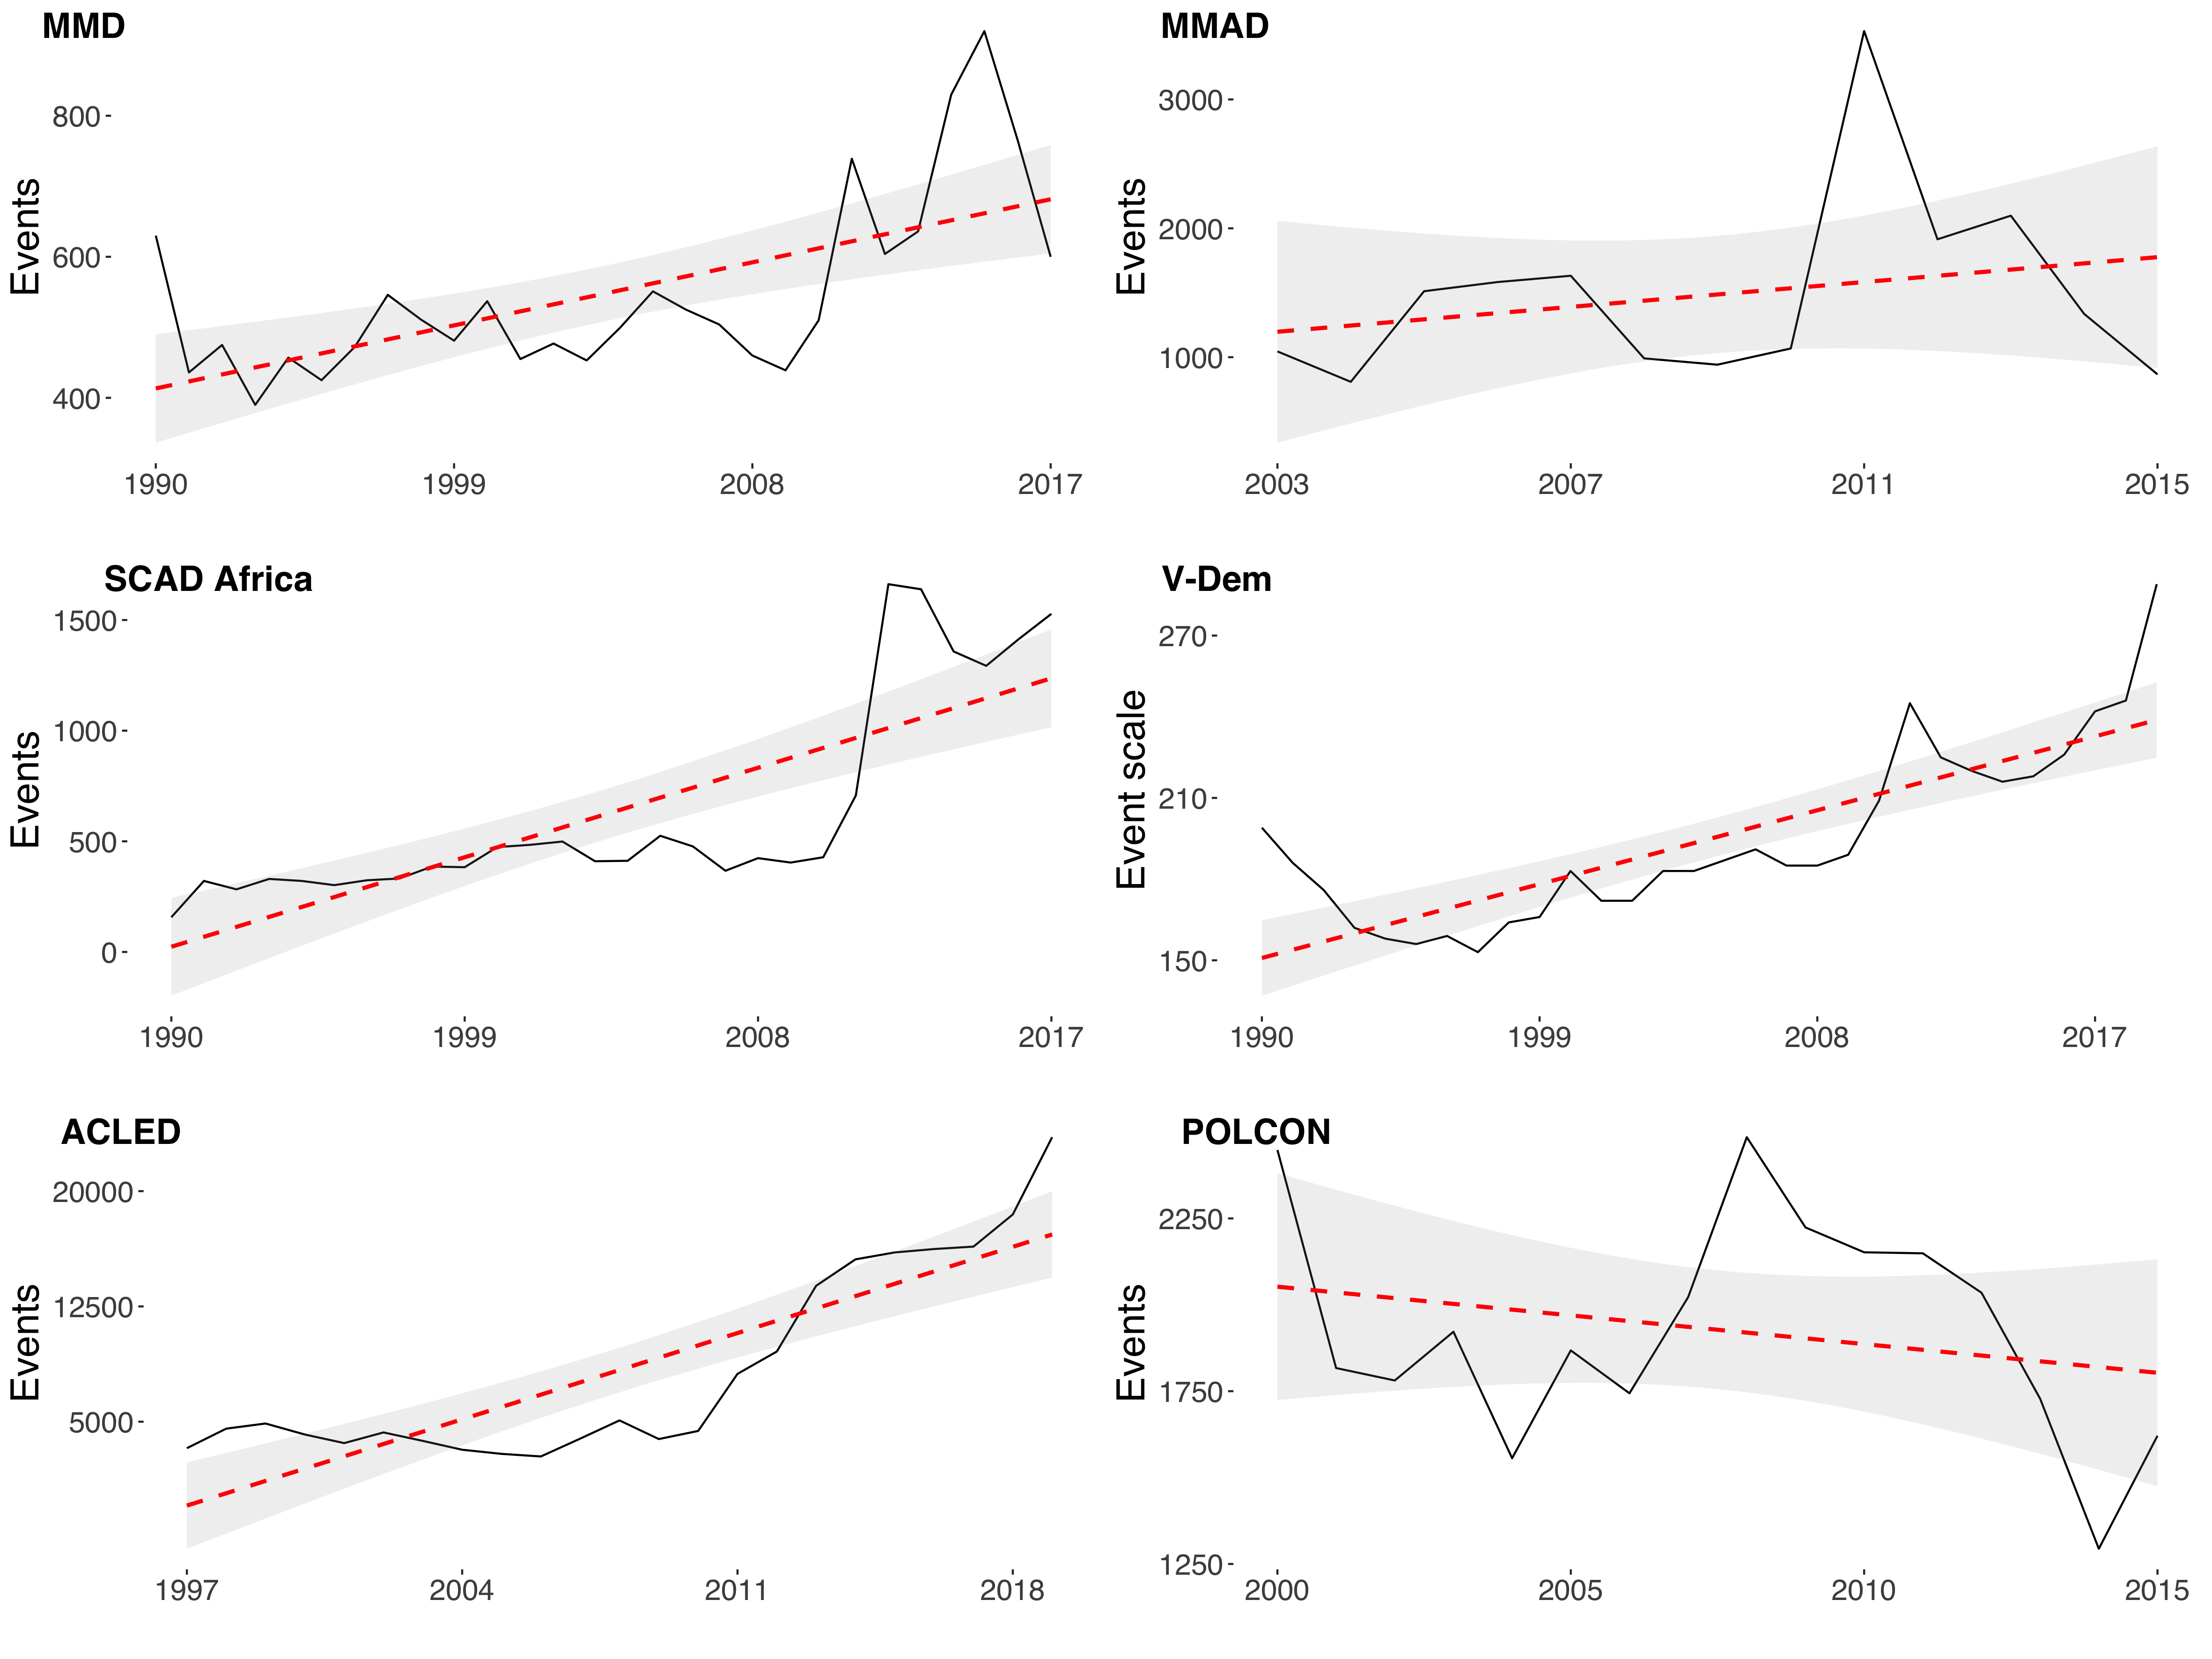 MMD
Events
800
600
400
1990 1999 2008 2017
MMAD
Events
3000
2000
1000
2003 2007 2011 2015
SCAD Africa
Events
1500
1000
500
0
1990 1999 2008 2017
V-Dem
Event scale
270
210
150
1990 1999 2008 2017
ACLED
Events
20000
12500
5000
1997 2004 2011 2018
POLCON
Events
2250
1750
1250
2000 2005 2010 2015